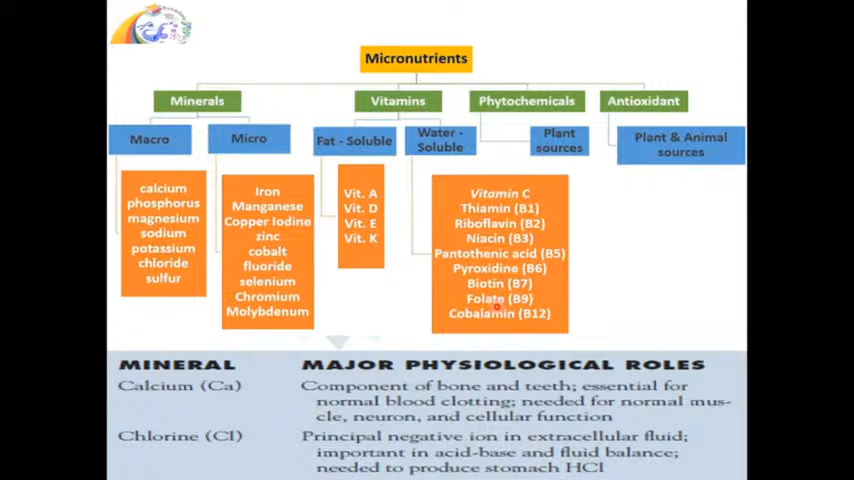 Micronutrients
Minerals
Vitamins
Phytochemicals
Antioxidant
Macro
Micro
Fat - Soluble
Water -
Soluble
Plant
sources
Plant & Animal
sources
calcium
phosphorus
magnesium
sodium
potassium
chloride
sulfur
Iron
Manganese
Copper Iodine
zinc
cobalt
fluoride
selenium
Chromium
Molybdenum
Vit. A
Vit. D
Vit. E
Vit. K
Vitamin C
Thiamin (B1)
Riboflavin (B2)
Niacin (B3)
Pantothenic acid (B5)
Pyroxidine (B6)
Biotin (B7)
Folate (B9)
Cobalamin (B12)
MINERAL
MAJOR PHYSIOLOGICAL ROLES
Calcium (Ca)
Component of bone and teeth; essential for
normal blood clotting; needed for normal mus-
cle, neuron, and cellular function
Chlorine (Cl)
Principal negative ion in extracellular fluid;
important in acid-base and fluid balance;
needed to produce stomach HCl